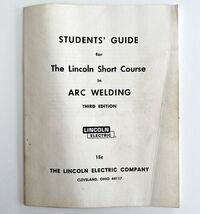 STUDENTS' GUIDE
for
The Lincoln Short Course
in
ARC WELDING
THIRD EDITION
LINCOLN
ELECTRIC
15¢
THE LINCOLN ELECTRIC COMPANY
CLEVELAND, OHIO 44117